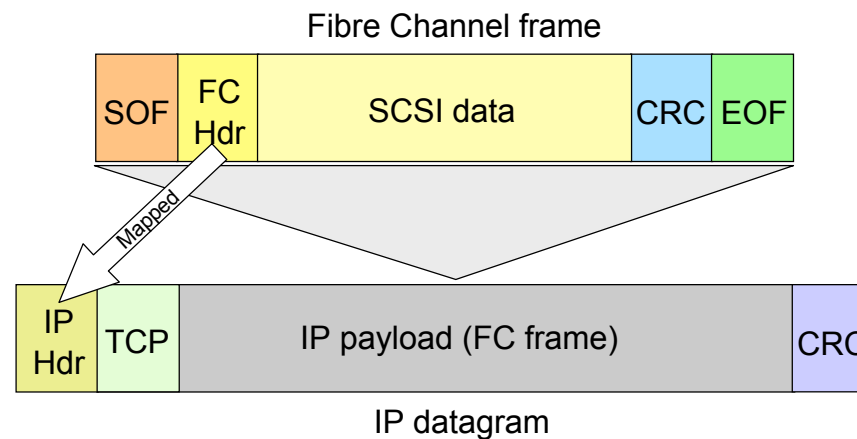 Fibre Channel frame
SOF
FC
Hdr
SCSI data
CRC
EOF
Mapped
IP
Hdr
TCP
IP payload (FC frame)
CRC
IP datagram